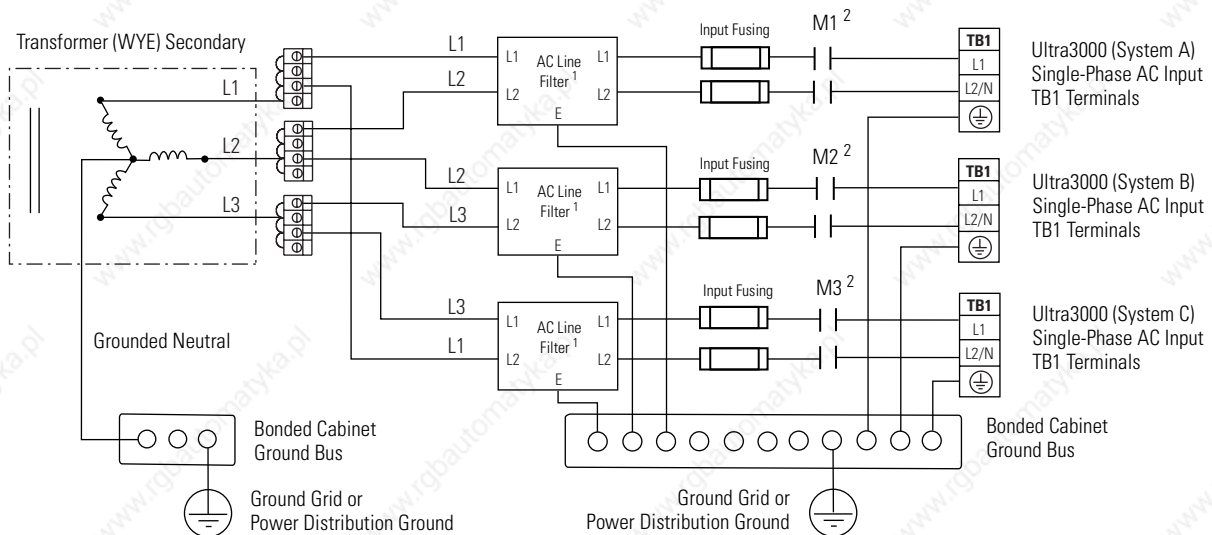 Transformer (WYE) Secondary
L1
L2
L3
Grounded Neutral
Bonded Cabinet
Ground Bus
Ground Grid or
Power Distribution Ground
L1
L2
L1
L2
AC Line
Filter 1
L1
L2
E
Input Fusing
M1 2
TB1
L1
L2/N
Ultra3000 (System A)
Single-Phase AC Input
TB1 Terminals
L2
L3
L1
L2
AC Line
Filter 1
L1
L2
E
Input Fusing
M2 2
TB1
L1
L2/N
Ultra3000 (System B)
Single-Phase AC Input
TB1 Terminals
L3
L1
L1
L2
AC Line
Filter 1
L1
L2
E
Input Fusing
M3 2
TB1
L1
L2/N
Ultra3000 (System C)
Single-Phase AC Input
TB1 Terminals
Bonded Cabinet
Ground Bus
Ground Grid or
Power Distribution Ground
www.rgbautomatyka.pl